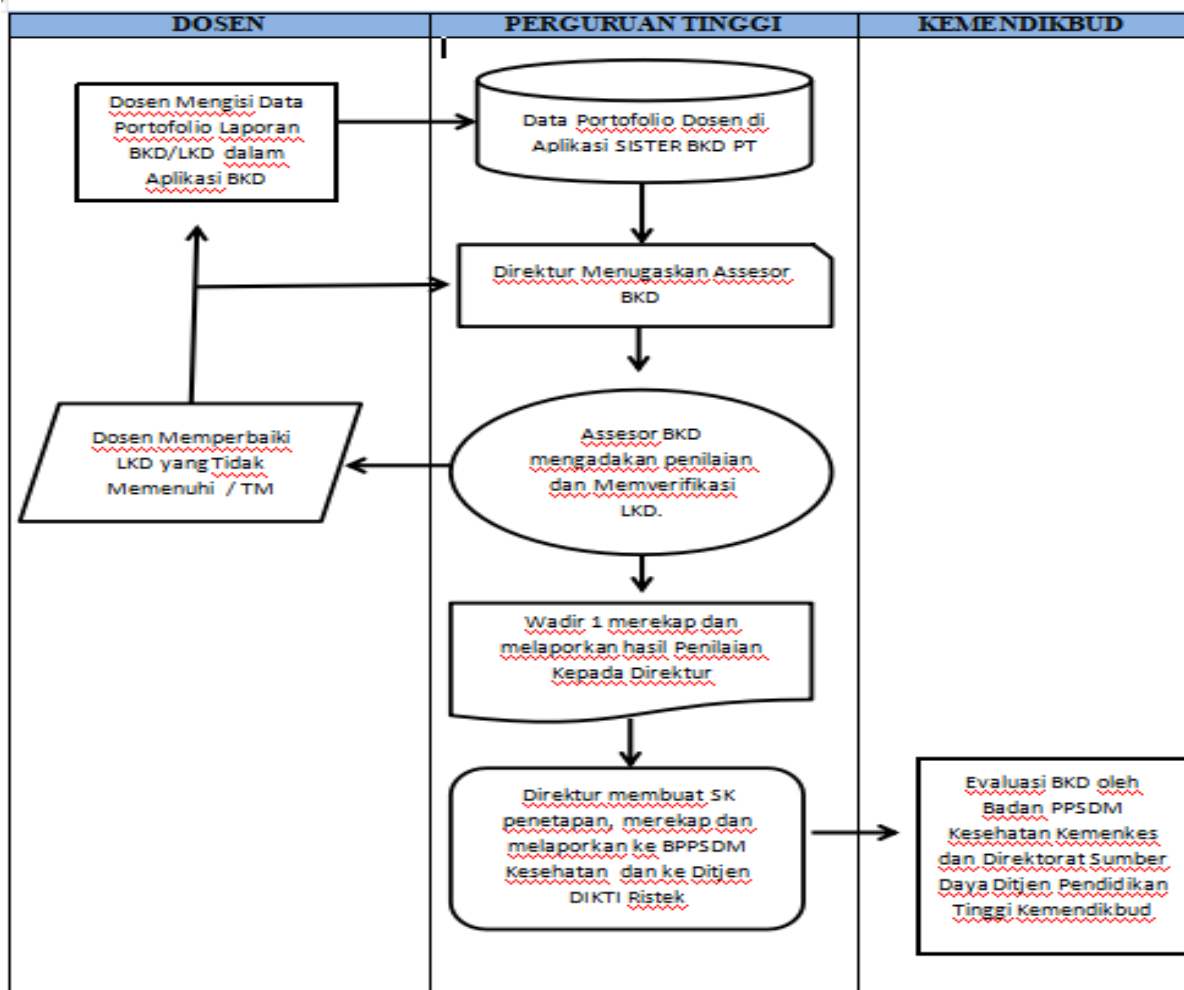 DOSEN
PERGURUAN TINGGI
KEMENDIKBUD
Dosen Mengisi Data
Portofolio Laporan
BKD/LKD dalam
Aplikasi BKD
Data Portofolio Dosen di
Aplikasi SISTER BKD PT
Direktur Menugaskan Assesor
BKD
Assesor BKD
mengadakan penilaian
dan Memverifikasi
LKD.
Dosen Memperbaiki
LKD yang Tidak
Memenuhi / TM
Wadir 1 merekap dan
melaporkan hasil Penilaian
Kepada Direktur
Direktur membuat SK
penetapan, merekap dan
melaporkan ke BPPSDM
Kesehatan dan ke Ditjen
DIKTI Ristek
Evaluasi BKD oleh
Badan PPSDM
Kesehatan Kemenkes
dan Direktorat Sumber
Daya Ditjen Pendidikan
Tinggi Kemendikbud